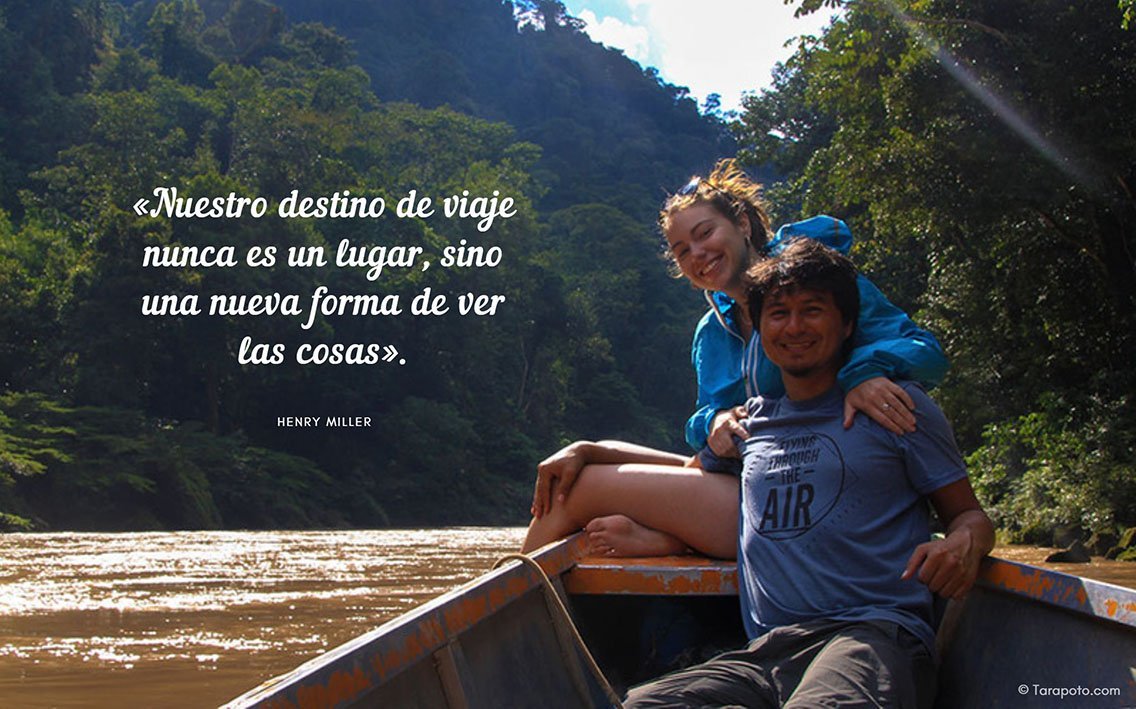 «Nuestro destino de viaje
nunca es un lugar, sino
una nueva forma de ver
las cosas».
HENRY MILLER
FLYING
THROUGH
THE
AIR
© Tarapoto.com